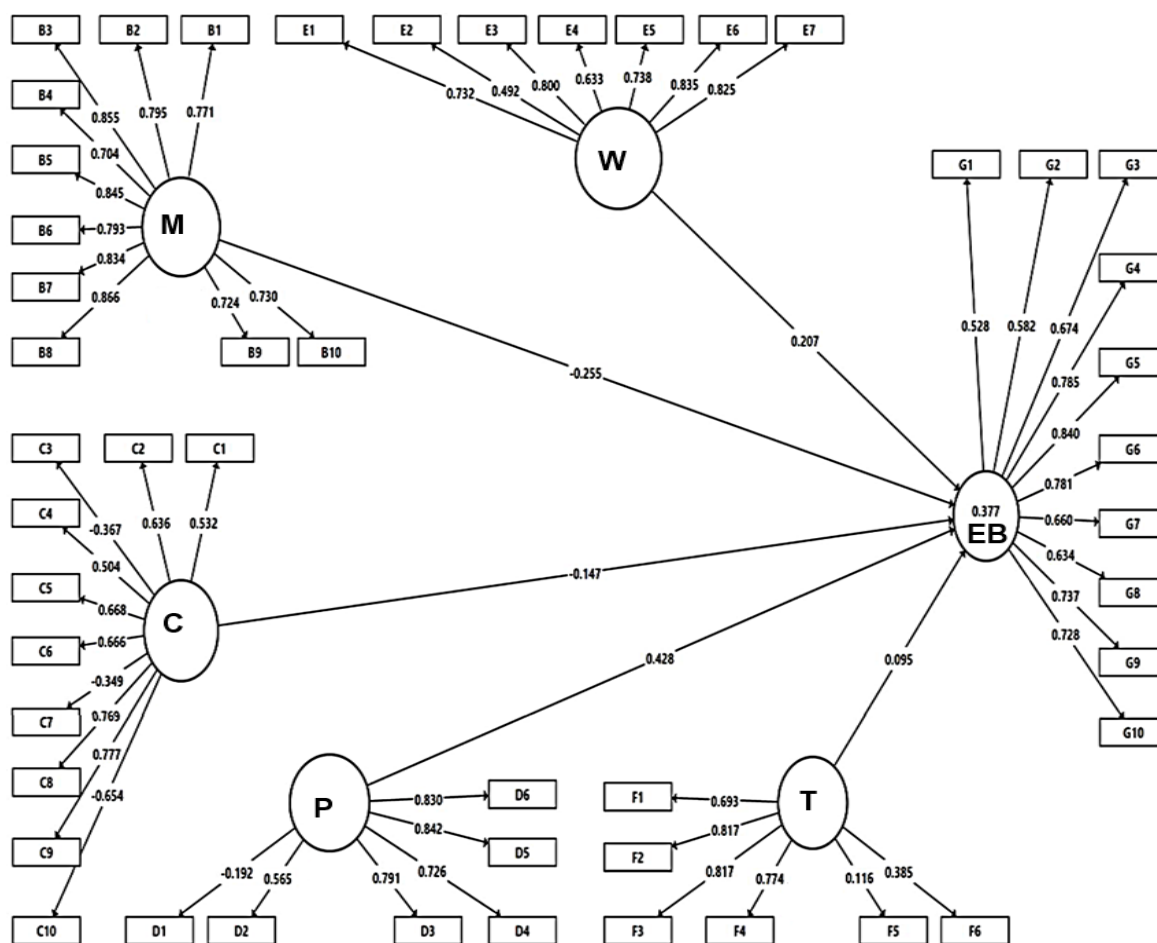 B3 B2 B1 E1 E2 E3 E4 E5 E6 E7
0.732 0.492 0.800 0.633 0.738 0.835 0.825
B4
0.855 0.795 0.771
B5
0.704
W
G1 G2 G3
B6
0.845
M
B7
0.793
0.834
G4
B8
0.866
0.724 0.730
B9 B10
0.528 0.582 0.674
0.207
-0.255
G5
0.785
0.840
C3 C2 C1
G6
0.781
C4
-0.367 0.636 0.532
0.377
EB
0.660
G7
C5
0.504
0.634
G8
-0.147
0.668
C
C6
0.666
0.737
0.728
G9
-0.349
0.428
0.095
C7
0.769
G10
C8
0.777
-0.654
P
0.830
D6
F1
0.693
T
C9
0.842
D5
F2
0.817
-0.192 0.565 0.791 0.726
0.817 0.774 0.116 0.385
C10 D1 D2 D3 D4 F3 F4 F5 F6